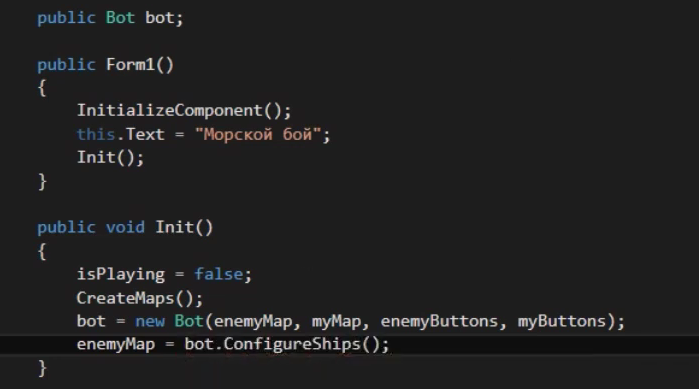 public Bot bot;
public Form1()
{
InitializeComponent();
this.Text = "Морской бой";
Init();
}
public void Init()
{
isPlaying = false;
CreateMaps();
bot = new Bot(enemyMap, myMap, enemyButtons, myButtons);
enemyMap = bot.ConfigureShips();
}